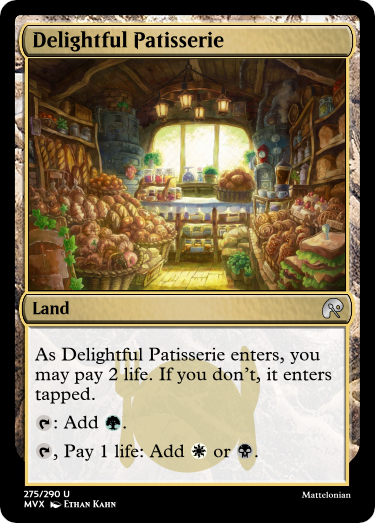 Delightful Patisserie
Land
As Delightful Patisserie enters, you
may pay 2 life. If you don't, it enters
tapped.
: Add .
, Pay 1 life: Add or .
275/290 U
MVX Ethan Kahn
Mattelonian